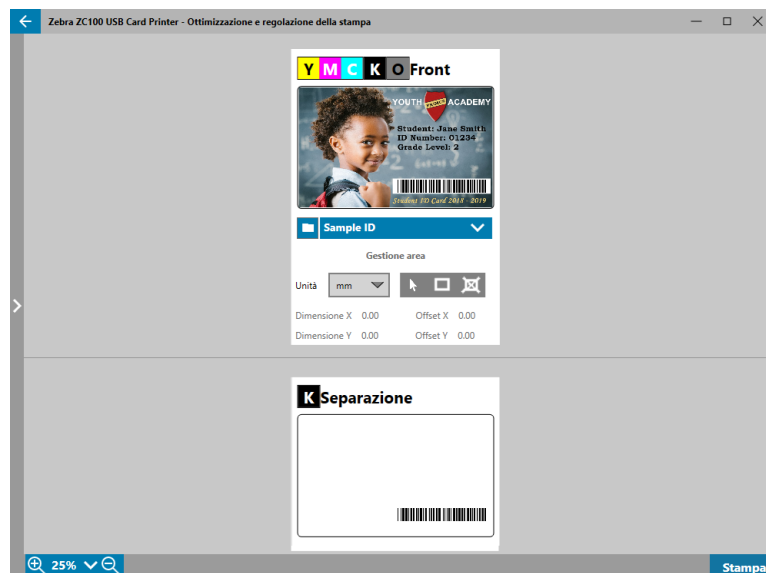 Zebra ZC100 USB Card Printer - Ottimizzazione e regolazione della stampa
Y M C K O Front
YOUTH ACADEMY
Student: Jane Smith
ID Number: 01234
Grade Level: 2
Student ID Card 2018 - 2019
Sample ID
Gestione area
Unità mm
Dimensione X 0.00 Offset X 0.00
Dimensione Y 0.00 Offset Y 0.00
K Separazione
25%
Stampa